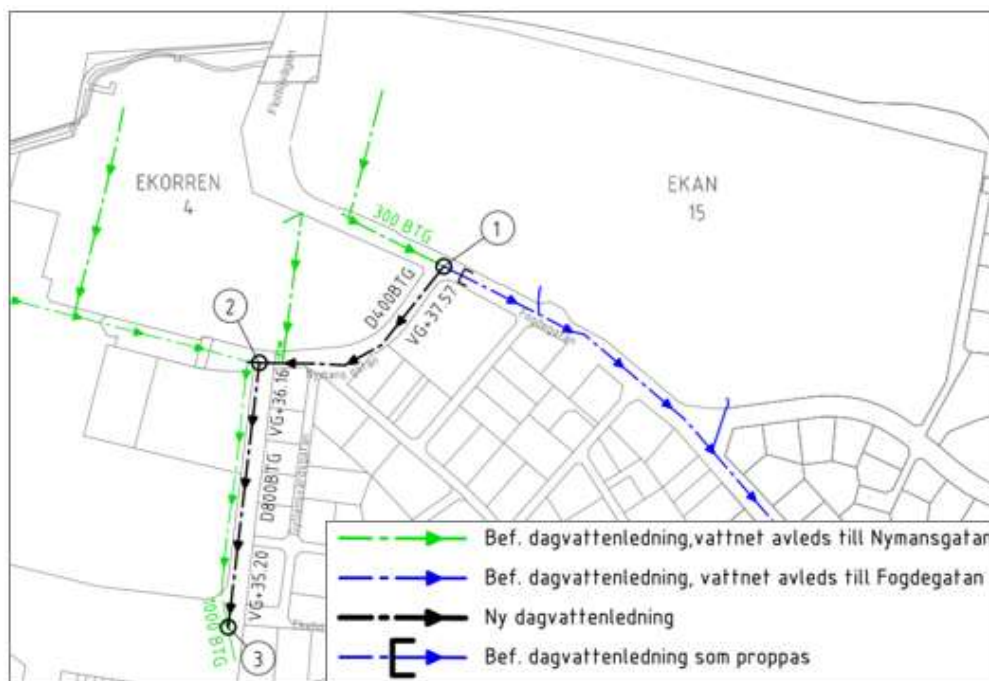 EKORREN
4
EKAN
15
300 BTG
1
D400BTG
VG+37.57
Fogdegatan
2
VG+36.16
D800BTG
VG+35.20
3
Bef. dagvattenledning,vattnet avleds till Nymansgatan
Bef. dagvattenledning, vattnet avleds till Fogdegatan
Ny dagvattenledning
Bef. dagvattenledning som proppas